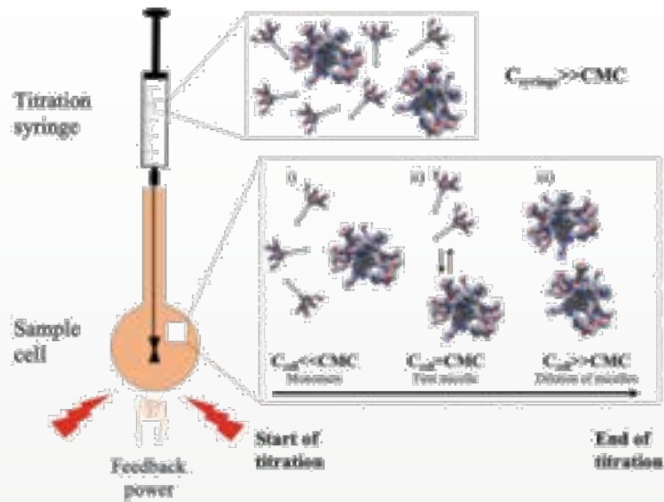 Titration
syringe
C_syringe>>CMC
i)
ii)
iii)
Sample
cell
C_cell<<CMC
Monomers
C_cell=CMC
First micelle
C_cell>>CMC
Dilution of micelles
Start of
titration
End of
titration
Feedback
power